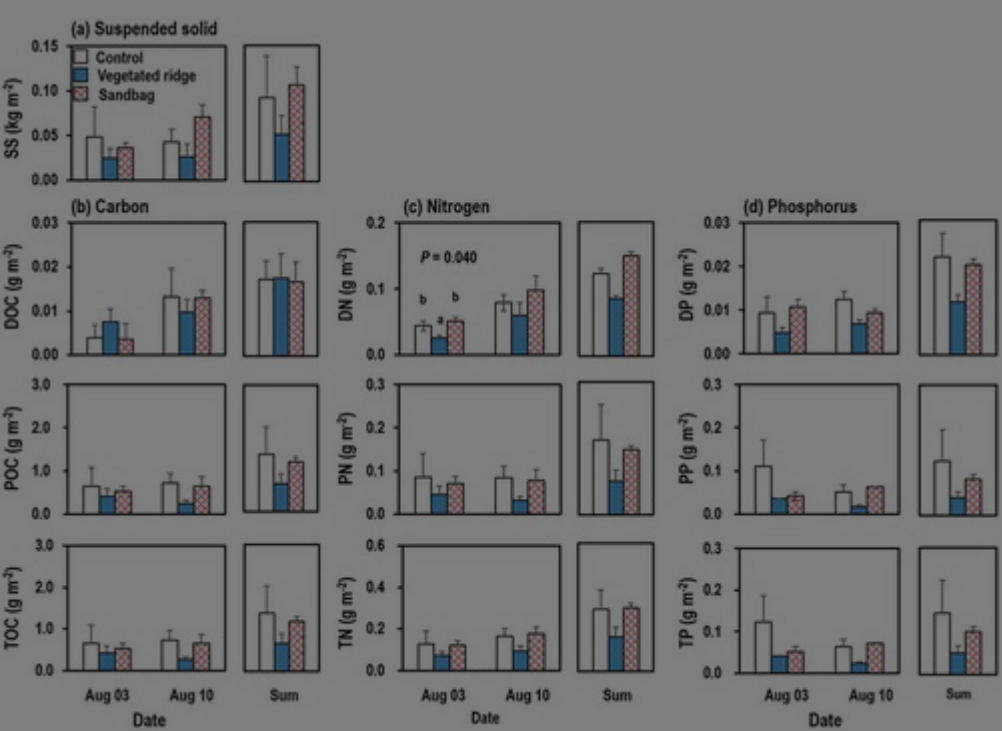 (a) Suspended solid
0.15
0.10
0.05
0.00
SS (kg m-2)
Control
Vegetated ridge
Sandbag
(b) Carbon
0.03
0.02
0.01
0.00
DOC (g m-2)
(c) Nitrogen
0.2
0.1
0.0
DN (g m-2)
P = 0.040
b
a
b
(d) Phosphorus
0.03
0.02
0.01
0.00
DP (g m-2)
3.0
2.0
1.0
0.0
POC (g m-2)
0.3
0.2
0.1
0.0
PN (g m-2)
0.3
0.2
0.1
0.0
PP (g m-2)
3.0
2.0
1.0
0.0
TOC (g m-2)
0.6
0.4
0.2
0.0
TN (g m-2)
0.3
0.2
0.1
0.0
TP (g m-2)
Aug 03 Aug 10 Sum
Date
Aug 03 Aug 10 Sum
Date
Aug 03 Aug 10 Sum
Date